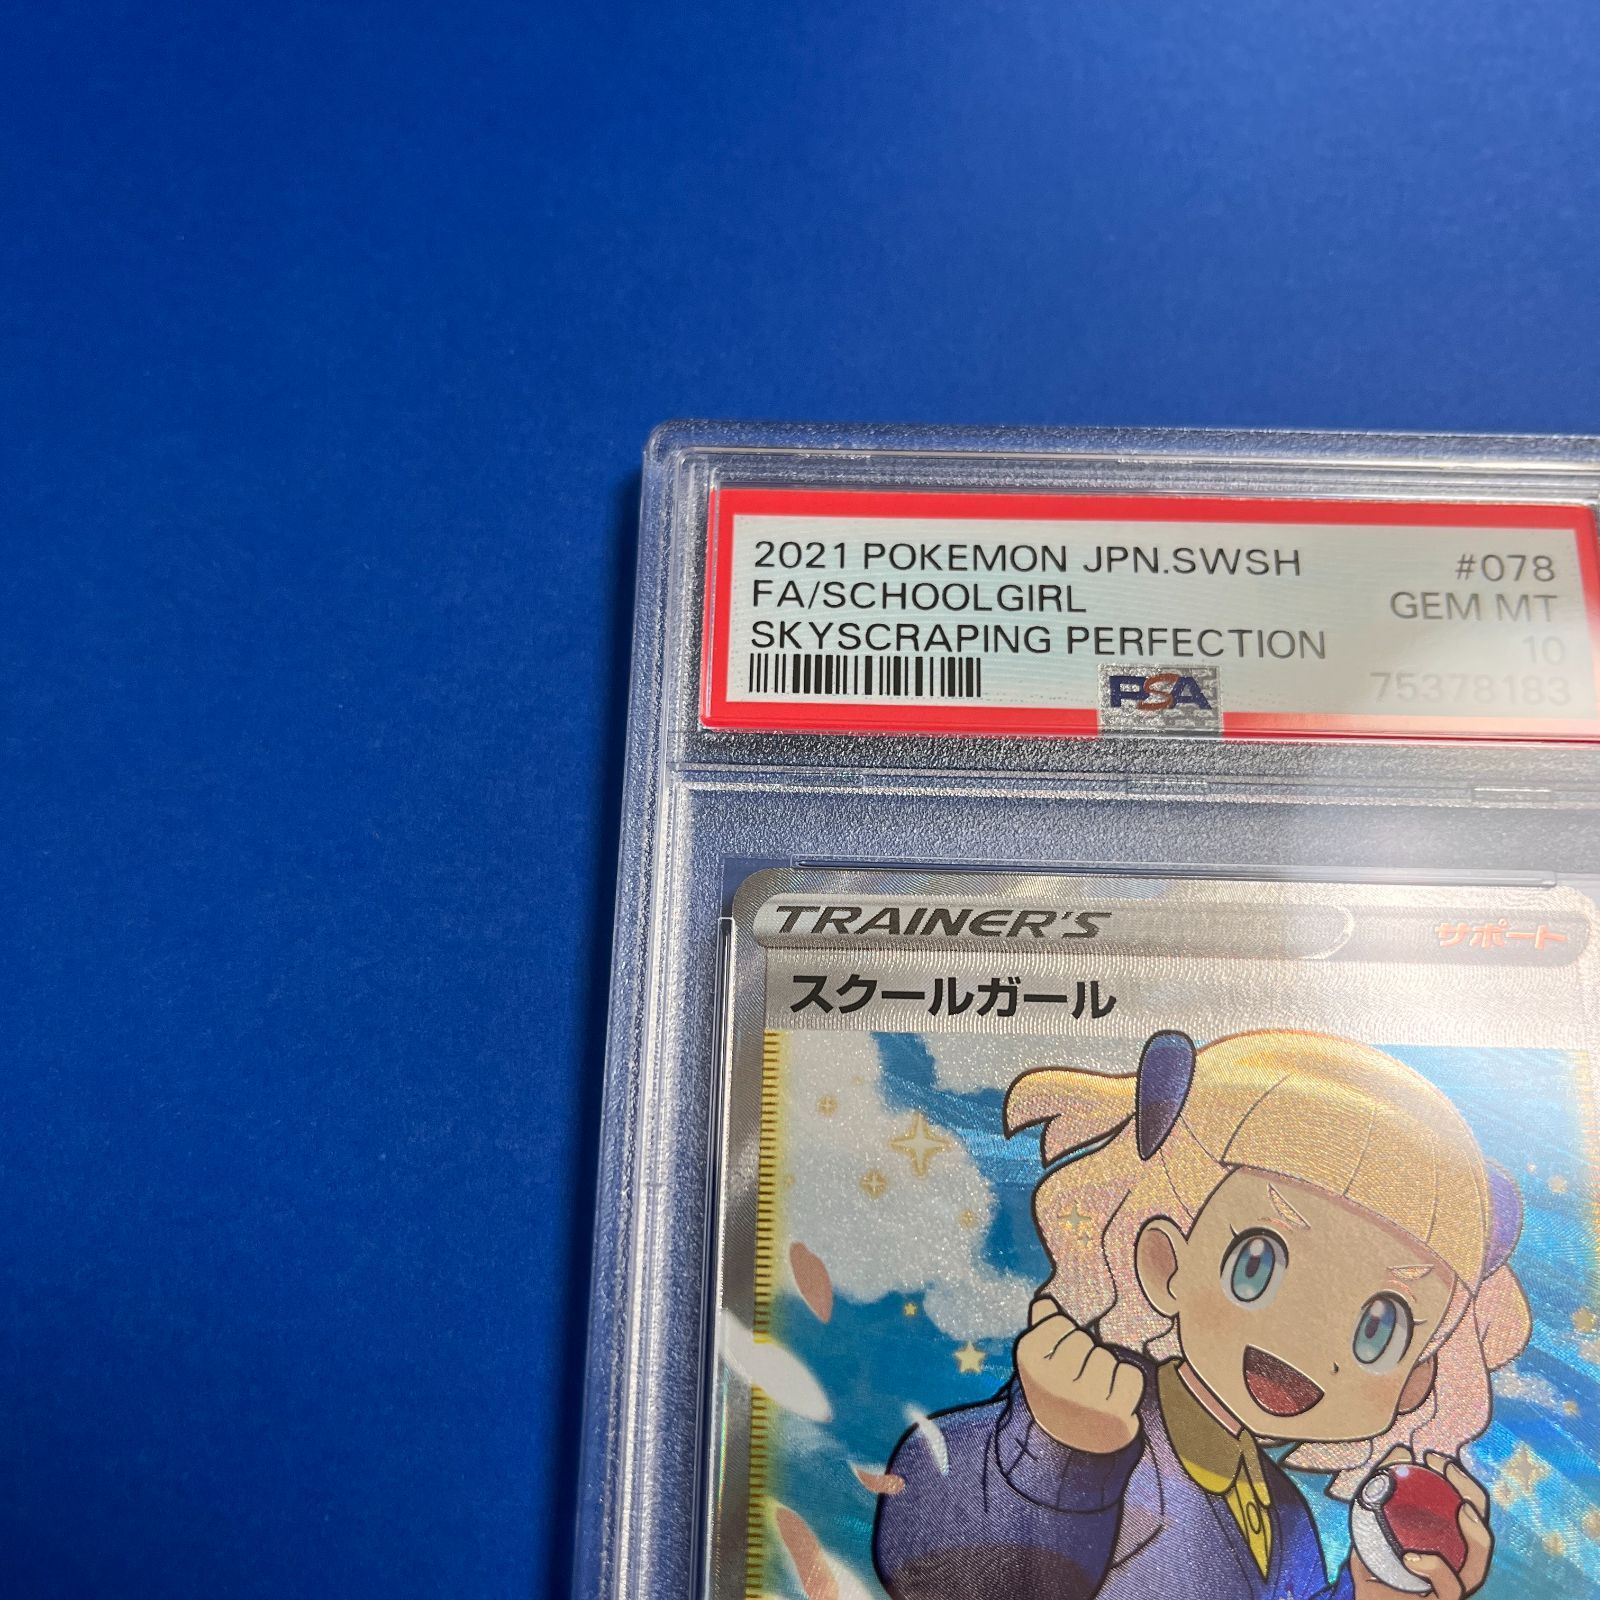 2021 POKEMON JPN.SWSH #078
FA/SCHOOLGIRL GEM MT
SKYSCRAPING PERFECTION 10
PSA 75378185
TRAINER'S サポート
スクールガール